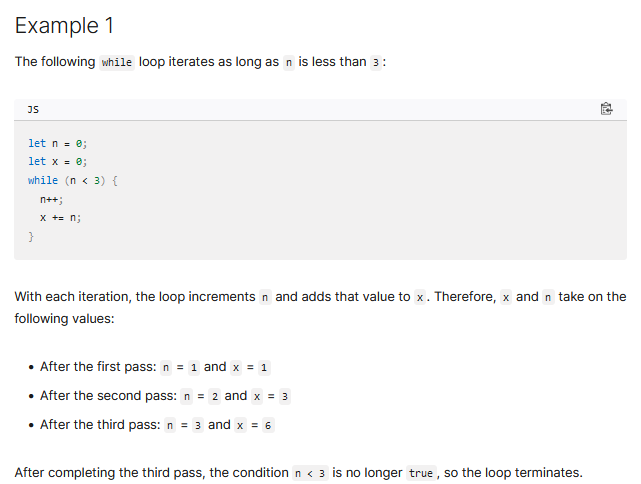 Example 1
The following while loop iterates as long as n is less than 3:
JS
let n = 0;
let x = 0;
while (n < 3) {
  n++;
  x += n;
}
With each iteration, the loop increments n and adds that value to x. Therefore, x and n take on the
following values:
• After the first pass: n = 1 and x = 1
• After the second pass: n = 2 and x = 3
• After the third pass: n = 3 and x = 6
After completing the third pass, the condition n < 3 is no longer true, so the loop terminates.